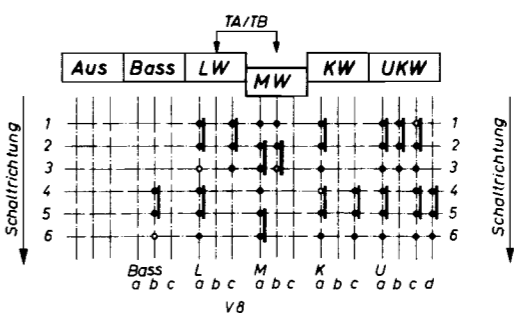 TA/TB
Aus Bass LW MW KW UKW
Schaltrichtung
Schaltrichtung
1 1
2 2
3 3
4 4
5 5
6 6
Bass L M K U
a b c a b c a b c a b c a b c d
V8